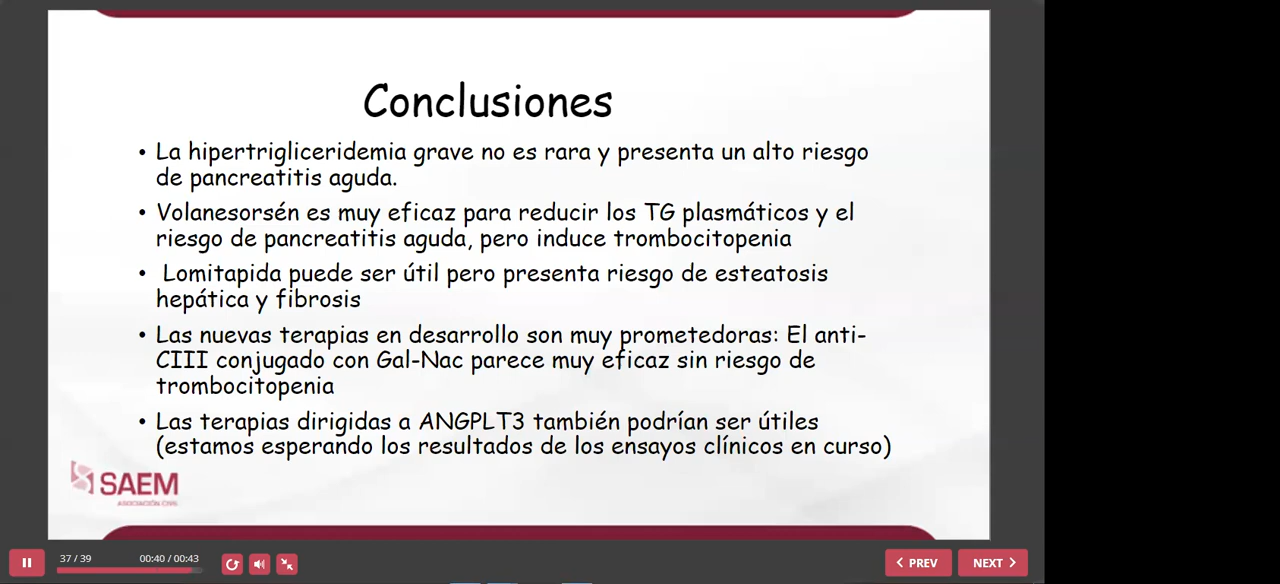 Conclusiones
• La hipertrigliceridemia grave no es rara y presenta un alto riesgo
de pancreatitis aguda.
• Volanesorsén es muy eficaz para reducir los TG plasmáticos y el
riesgo de pancreatitis aguda, pero induce trombocitopenia
• Lomitapida puede ser útil pero presenta riesgo de esteatosis
hepática y fibrosis
• Las nuevas terapias en desarrollo son muy prometedoras: El anti-
CIII conjugado con Gal-Nac parece muy eficaz sin riesgo de
trombocitopenia
• Las terapias dirigidas a ANGPLT3 también podrían ser útiles
(estamos esperando los resultados de los ensayos clínicos en curso)
SAEM
ASOCIACIÓN CIVIL
37 / 39 00:40 / 00:43 PREV NEXT